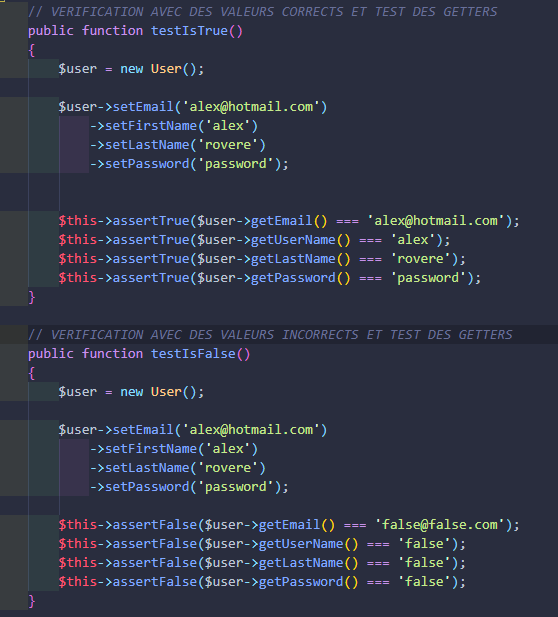 // VERIFICATION AVEC DES VALEURS CORRECTS ET TEST DES GETTERS
public function testIsTrue()
{
$user = new User();
$user->setEmail('alex@hotmail.com')
->setFirstName('alex')
->setLastName('rovere')
->setPassword('password');
$this->assertTrue($user->getEmail() === 'alex@hotmail.com');
$this->assertTrue($user->getUserName() === 'alex');
$this->assertTrue($user->getLastName() === 'rovere');
$this->assertTrue($user->getPassword() === 'password');
}
// VERIFICATION AVEC DES VALEURS INCORRECTS ET TEST DES GETTERS
public function testIsFalse()
{
$user = new User();
$user->setEmail('alex@hotmail.com')
->setFirstName('alex')
->setLastName('rovere')
->setPassword('password');
$this->assertFalse($user->getEmail() === 'false@false.com');
$this->assertFalse($user->getUserName() === 'false');
$this->assertFalse($user->getLastName() === 'false');
$this->assertFalse($user->getPassword() === 'false');
}